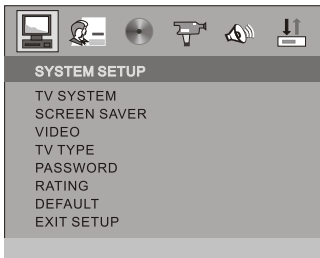 SYSTEM SETUP
TV SYSTEM
SCREEN SAVER
VIDEO
TV TYPE
PASSWORD
RATING
DEFAULT
EXIT SETUP